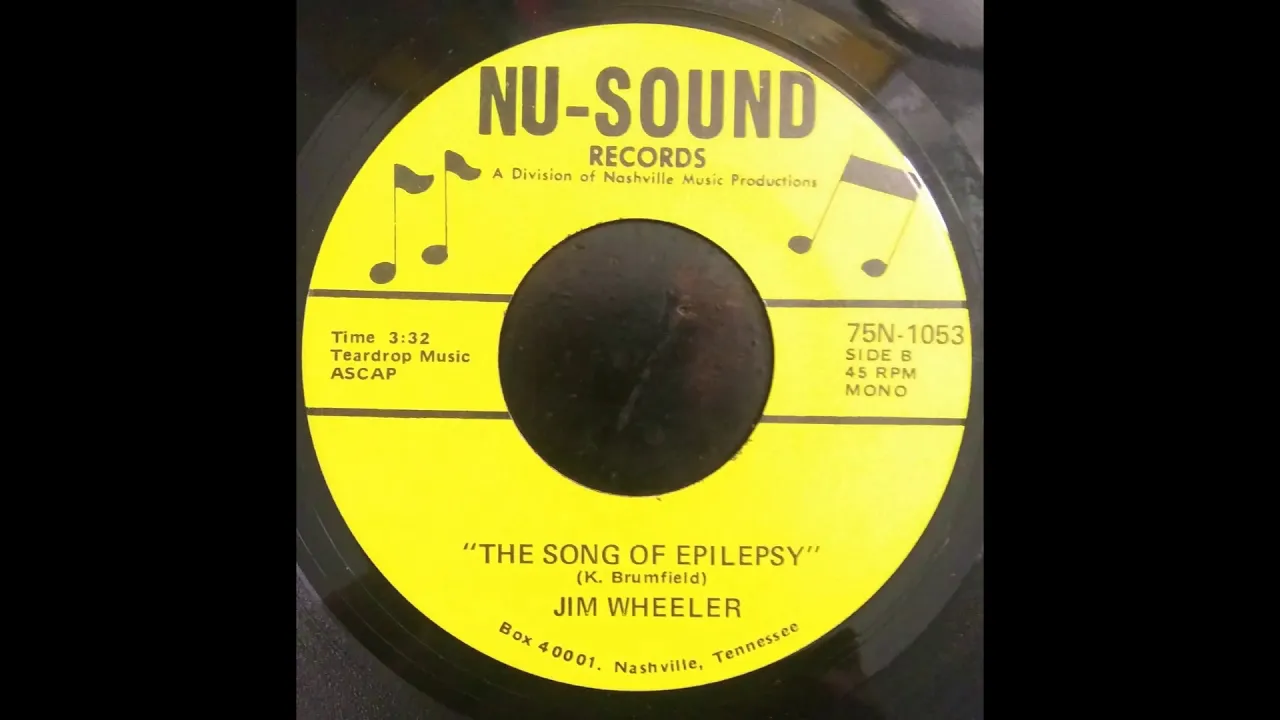 NU-SOUND
RECORDS
A Division of Nashville Music Productions
Time 3:32
Teardrop Music
ASCAP
75N-1053
SIDE B
45 RPM
MONO
"THE SONG OF EPILEPSY"
(K. Brumfield)
JIM WHEELER
Box 40001. Nashville, Tennessee